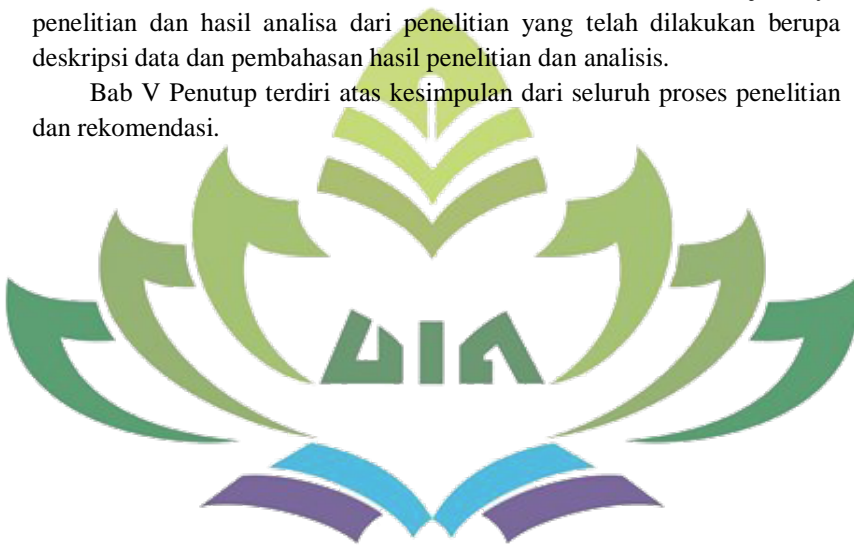 penelitian dan hasil analisa dari penelitian yang telah dilakukan berupa
deskripsi data dan pembahasan hasil penelitian dan analisis.
Bab V Penutup terdiri atas kesimpulan dari seluruh proses penelitian
dan rekomendasi.
UIN